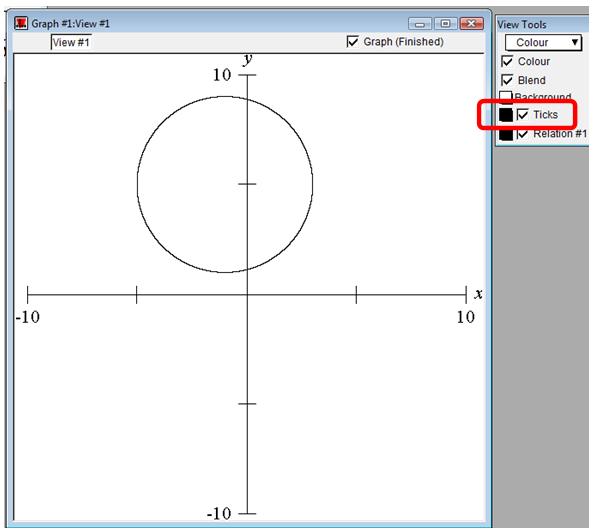 Graph #1:View #1
View #1
Graph (Finished)
y
10
x
-10
10
-10
View Tools
Colour
Colour
Blend
Background
Ticks
Relation #1